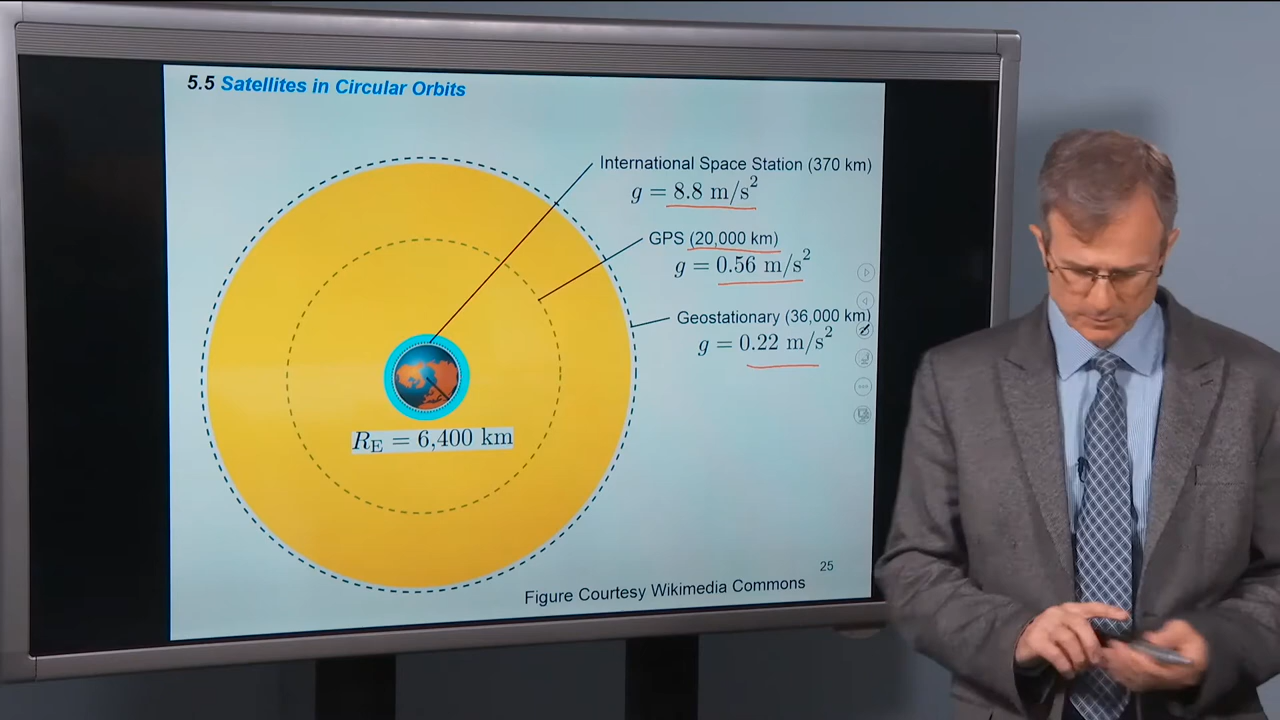 5.5 Satellites in Circular Orbits
International Space Station (370 km)
g = 8.8 m/s²
GPS (20,000 km)
g = 0.56 m/s²
Geostationary (36,000 km)
g = 0.22 m/s²
R_E = 6,400 km
25
Figure Courtesy Wikimedia Commons